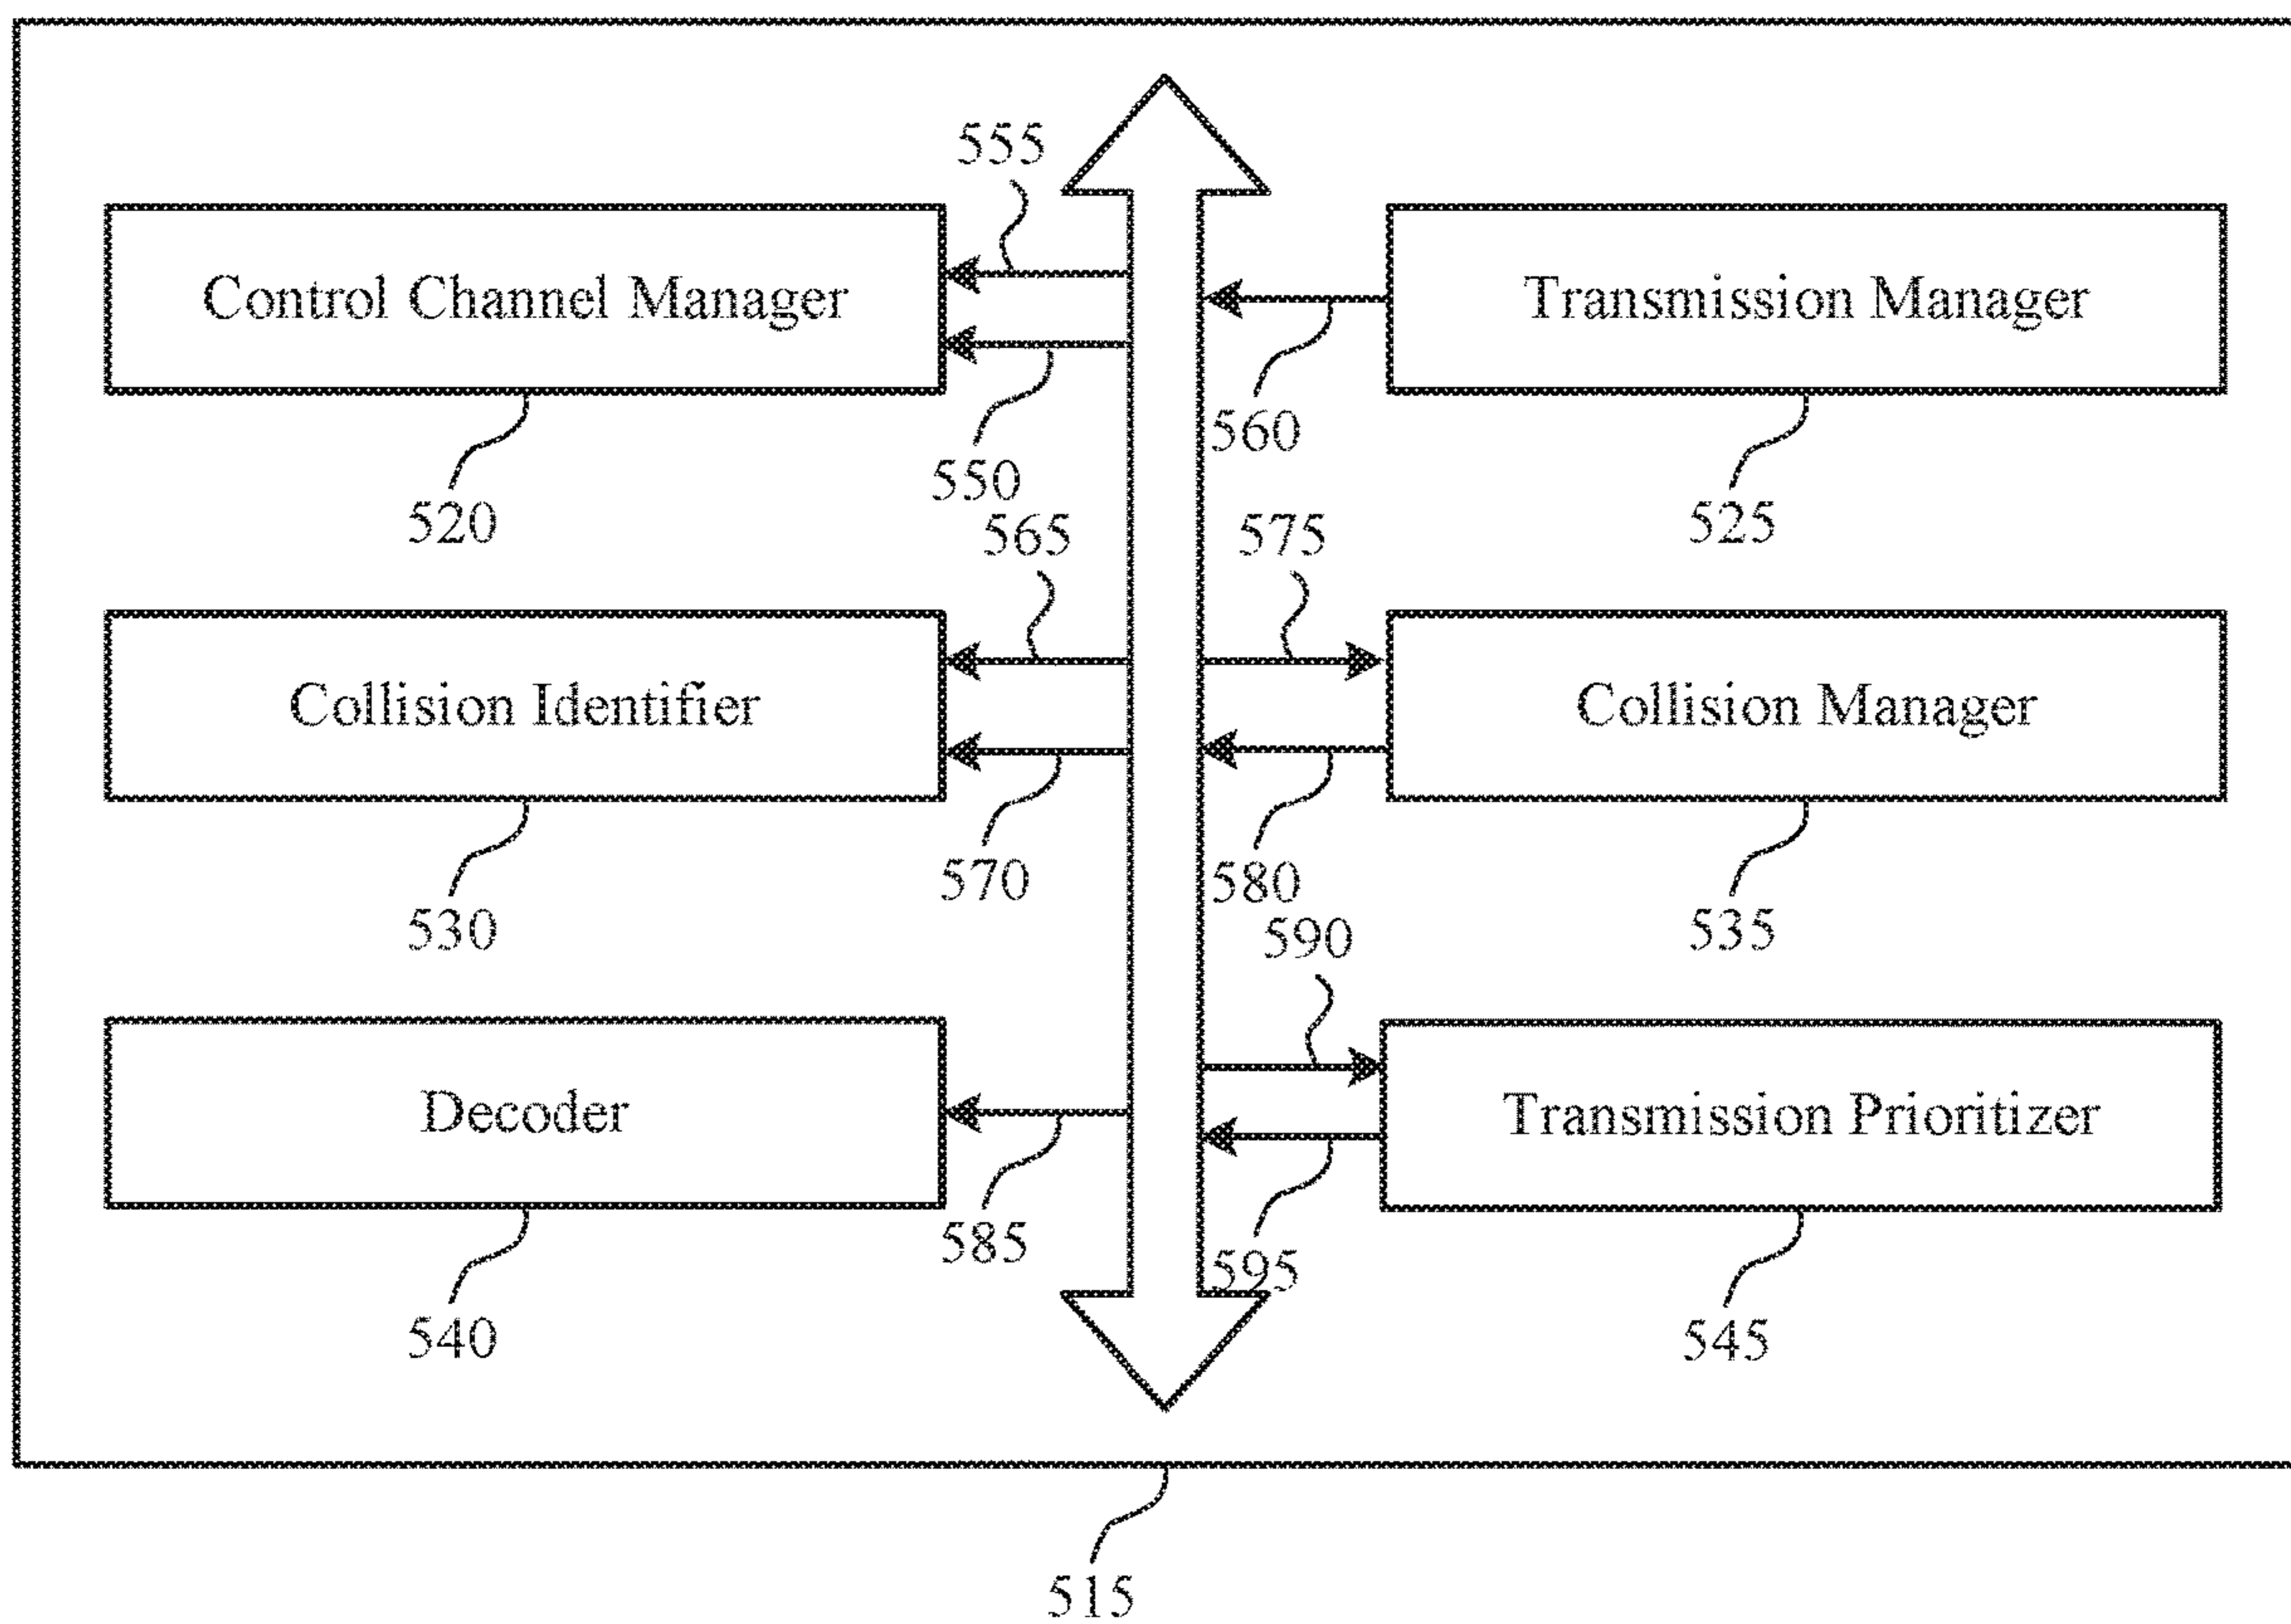 555
Control Channel Manager
Transmission Manager
560
550
520
525
565
575
Collision Identifier
Collision Manager
570
580
530
535
590
Decoder
Transmission Prioritizer
585
595
540
545
515